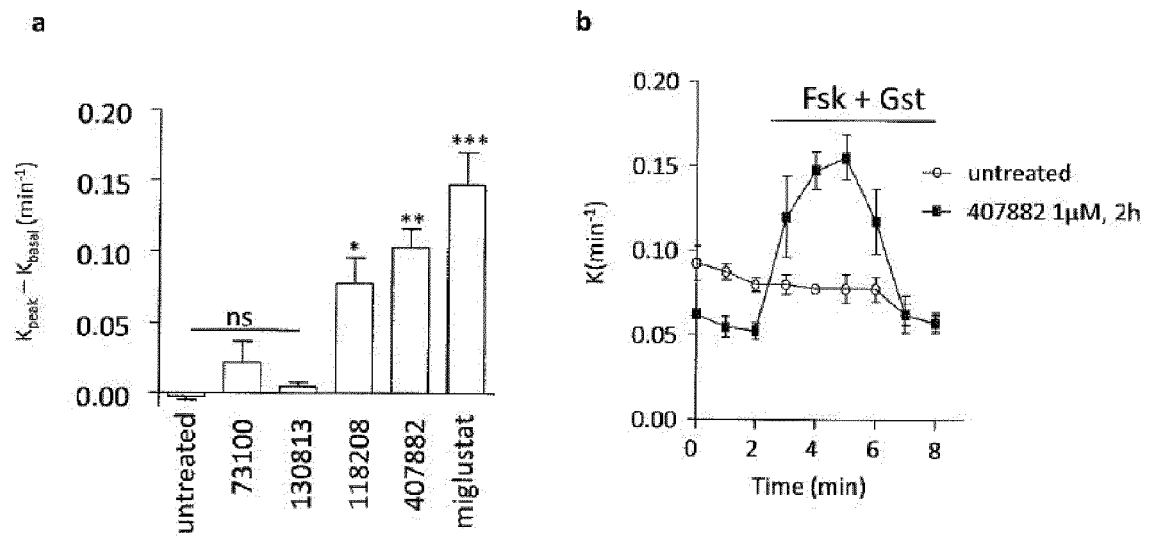 a
b
K_peak – K_basal (min⁻¹)
0.20
0.15
0.10
0.05
0.00
ns
*
**
***
untreated
73100
130813
118208
407882
miglustat
K(min⁻¹)
0.20
0.15
0.10
0.05
0.00
Fsk + Gst
untreated
407882 1µM, 2h
0 2 4 6 8
Time (min)